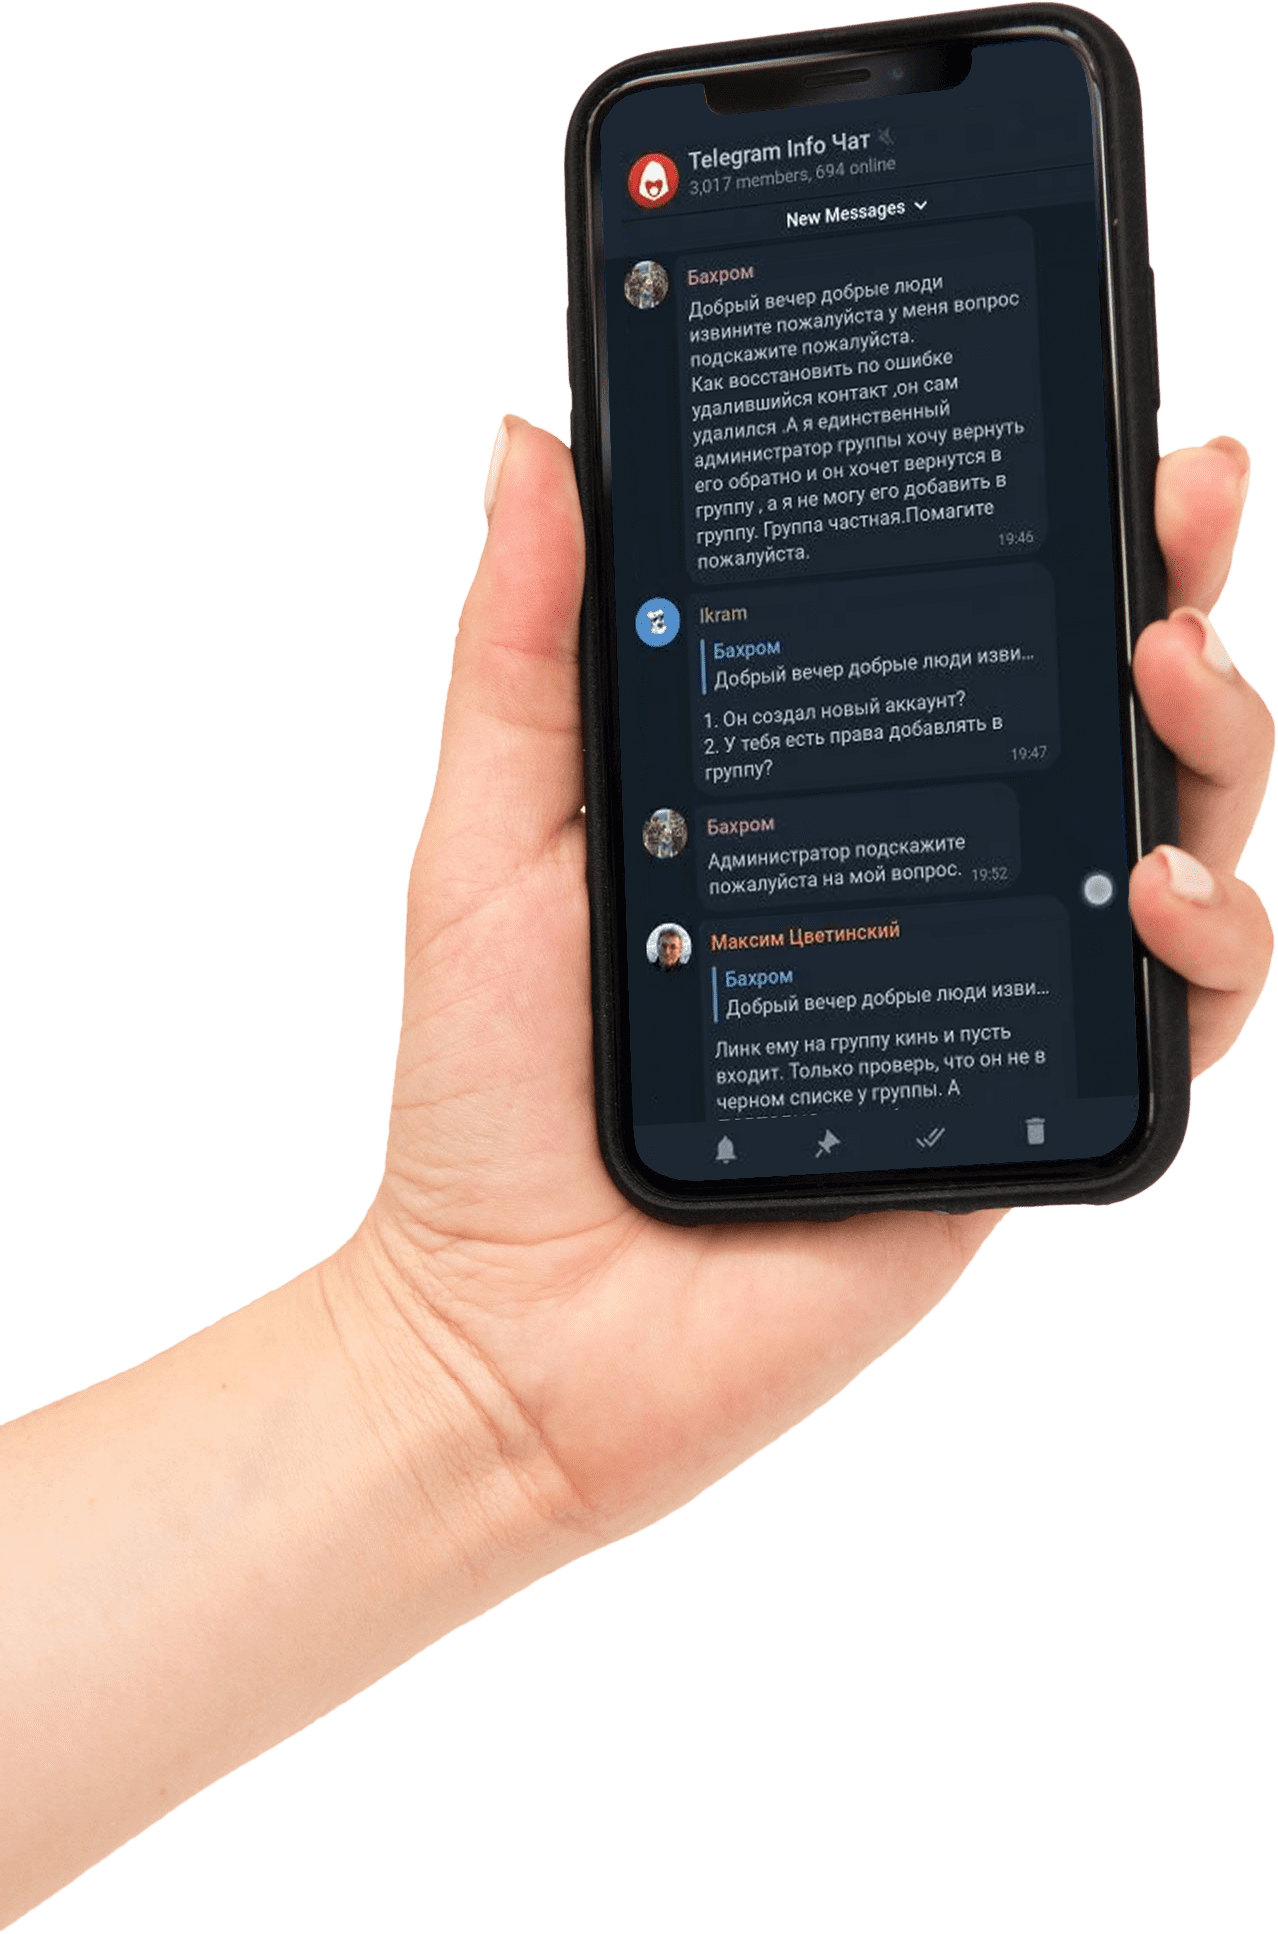 Telegram Info Чат
3,017 members, 694 online
New Messages
Бахром
Добрый вечер добрые люди
извините пожалуйста у меня вопрос
подскажите пожалуйста.
Как восстановить по ошибке
удалившийся контакт ,он сам
удалился .А я единственный
администратор группы хочу вернуть
его обратно и он хочет вернутся в
группу , а я не могу его добавить в
группу. Группа частная.Помагите
пожалуйста.
19:46
Ikram
Бахром
Добрый вечер добрые люди изви...
1. Он создал новый аккаунт?
2. У тебя есть права добавлять в
группу?
19:47
Бахром
Администратор подскажите
пожалуйста на мой вопрос. 19:52
Максим Цветинский
Бахром
Добрый вечер добрые люди изви...
Линк ему на группу кинь и пусть
входит. Только проверь, что он не в
черном списке у группы. А